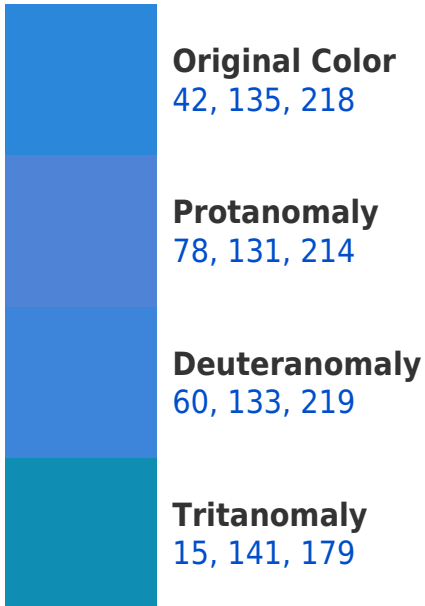 Original Color
42, 135, 218
Protanomaly
78, 131, 214
Deuteranomaly
60, 133, 219
Tritanomaly
15, 141, 179